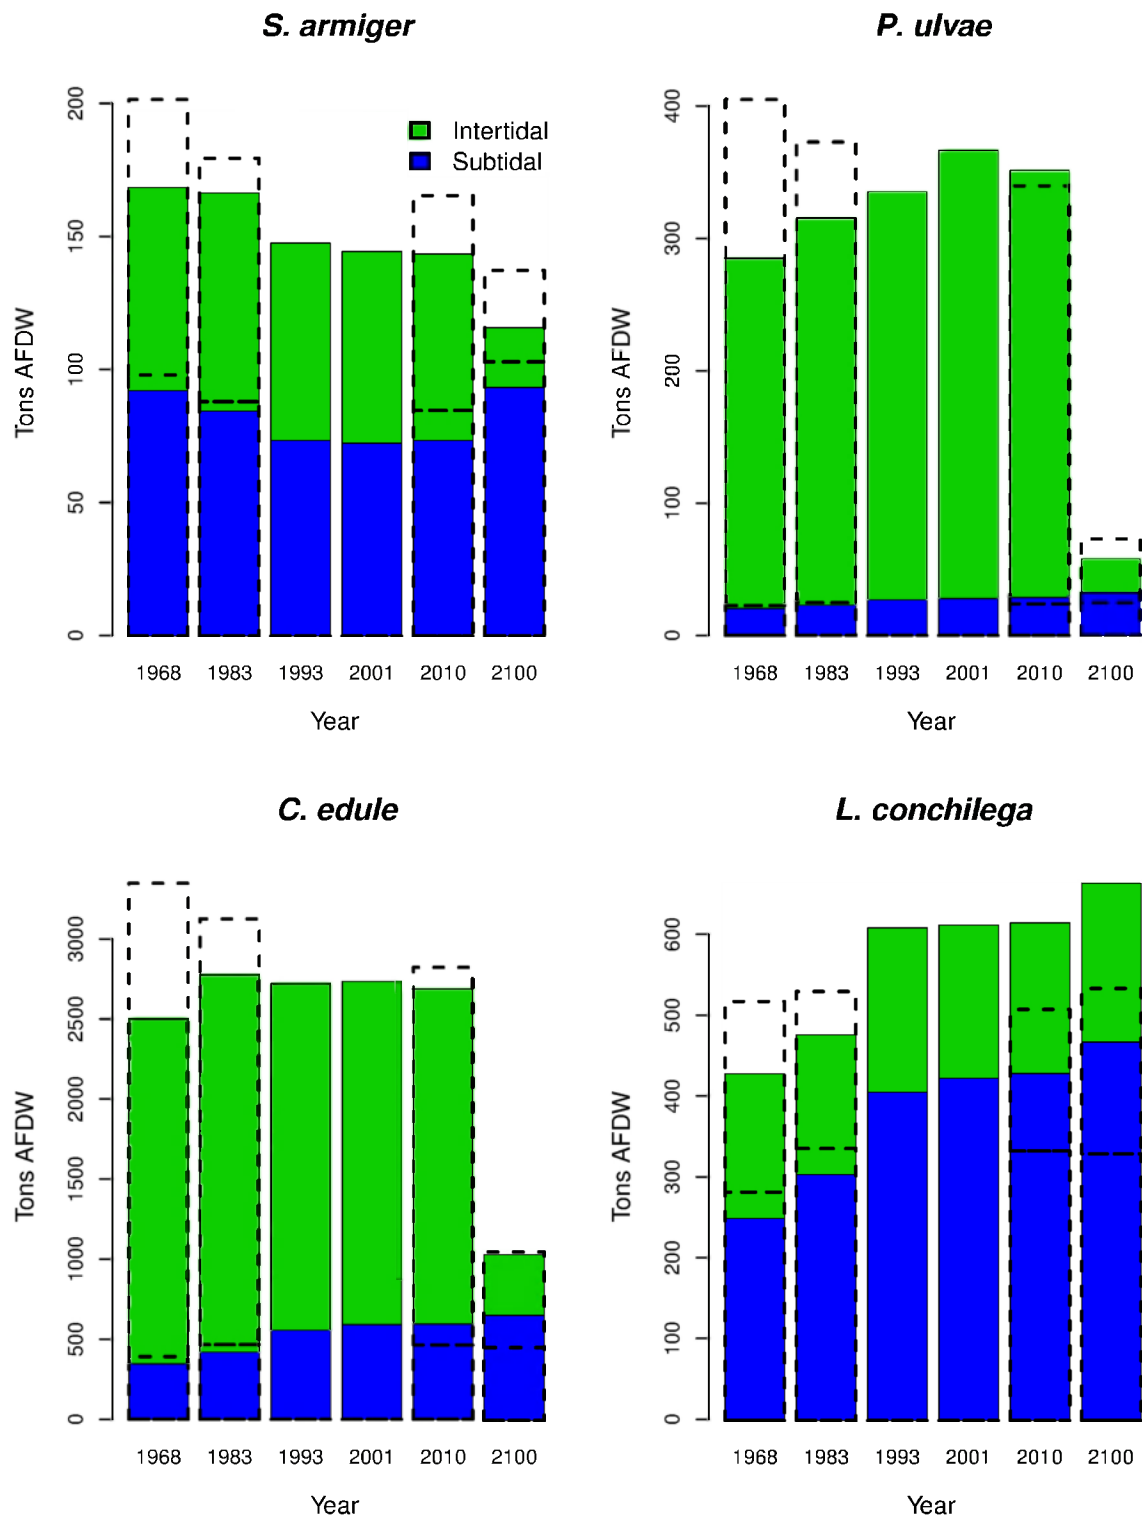 S. armiger
200
150
100
50
0
Tons AFDW
Intertidal
Subtidal
1968 1983 1993 2001 2010 2100
Year
P. ulvae
400
300
200
100
0
Tons AFDW
1968 1983 1993 2001 2010 2100
Year
C. edule
3000
2500
2000
1500
1000
500
0
Tons AFDW
1968 1983 1993 2001 2010 2100
Year
L. conchilega
600
500
400
300
200
100
0
Tons AFDW
1968 1983 1993 2001 2010 2100
Year